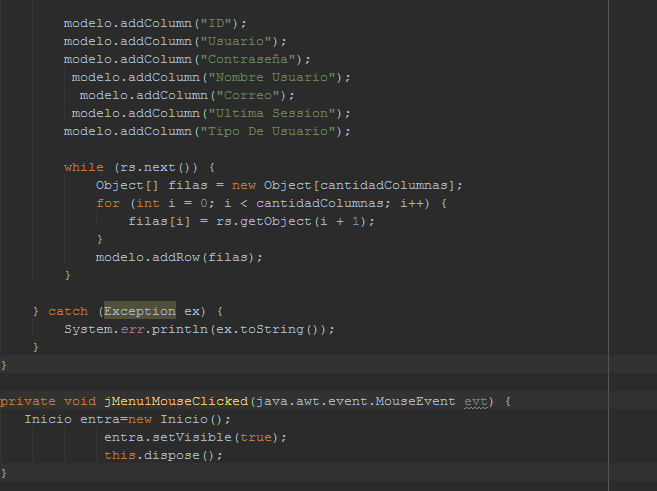 modelo.addColumn("ID");
modelo.addColumn("Usuario");
modelo.addColumn("Contraseña");
modelo.addColumn("Nombre Usuario");
modelo.addColumn("Correo");
modelo.addColumn("Ultima Session");
modelo.addColumn("Tipo De Usuario");
while (rs.next()) {
Object[] filas = new Object[cantidadColumnas];
for (int i = 0; i < cantidadColumnas; i++) {
filas[i] = rs.getObject(i + 1);
}
modelo.addRow(filas);
}
} catch (Exception ex) {
System.err.println(ex.toString());
}
}
private void jMenu1MouseClicked(java.awt.event.MouseEvent evt) {
Inicio entra=new Inicio();
entra.setVisible(true);
this.dispose();
}